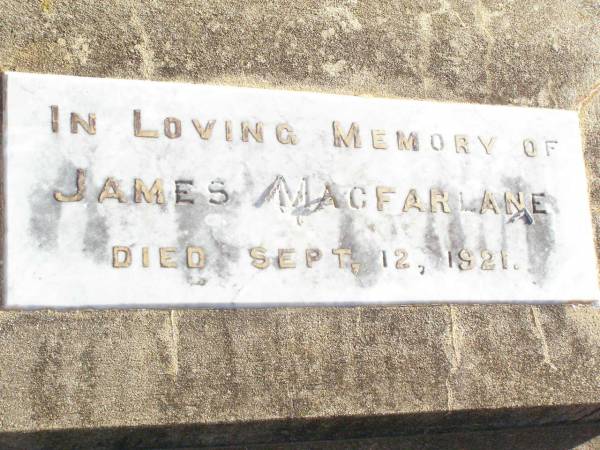 In Loving Memory of
James Macfarlane
DIED SEPT, 12, 1921.